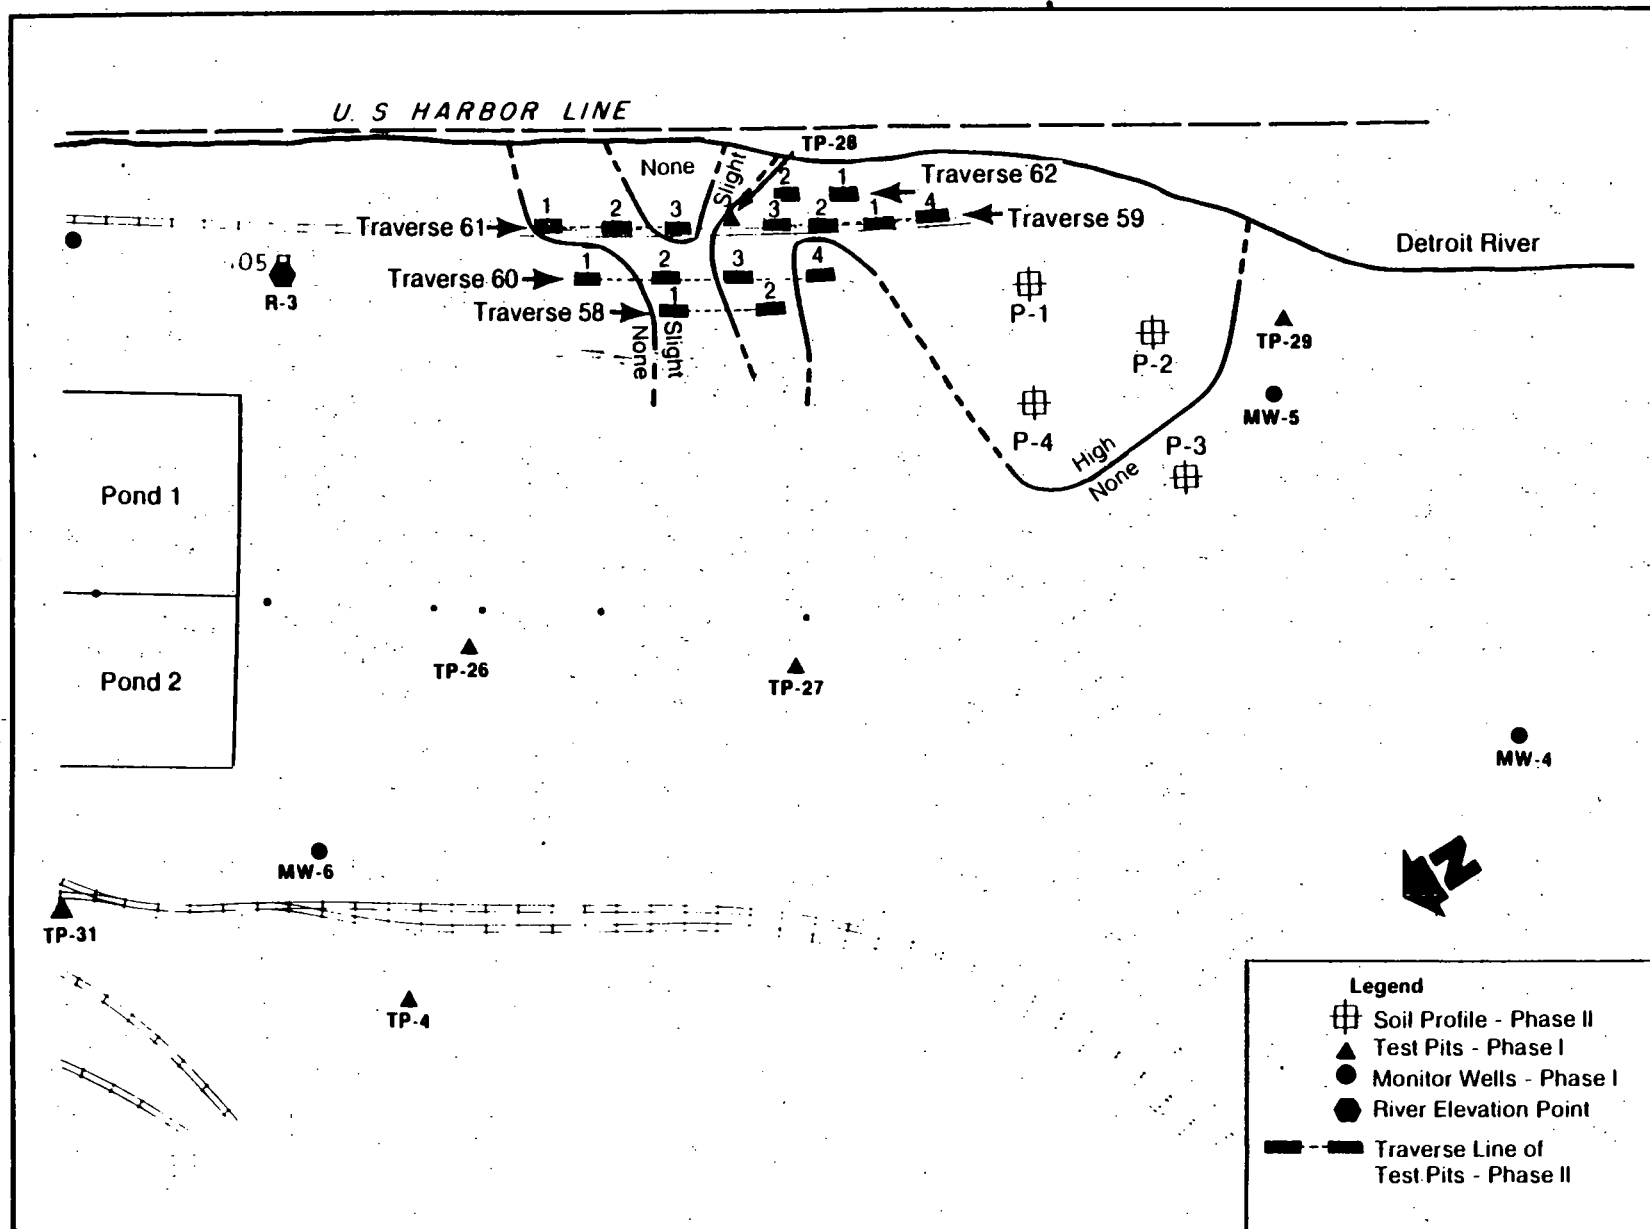 U. S HARBOR LINE
TP-28
None
Slight
2 1
Traverse 62
1 2 3
3 2 1 4
Traverse 61
Traverse 59
Detroit River
.05
R-3
1 2 3 4
Traverse 60
P-1
1 2
Traverse 58
None
Slight
TP-29
P-2
MW-5
P-4
High
None
P-3
Pond 1
Pond 2
TP-26
TP-27
MW-4
MW-6
N
TP-31
TP-4
Legend
Soil Profile - Phase II
Test Pits - Phase I
Monitor Wells - Phase I
River Elevation Point
Traverse Line of
Test Pits - Phase II